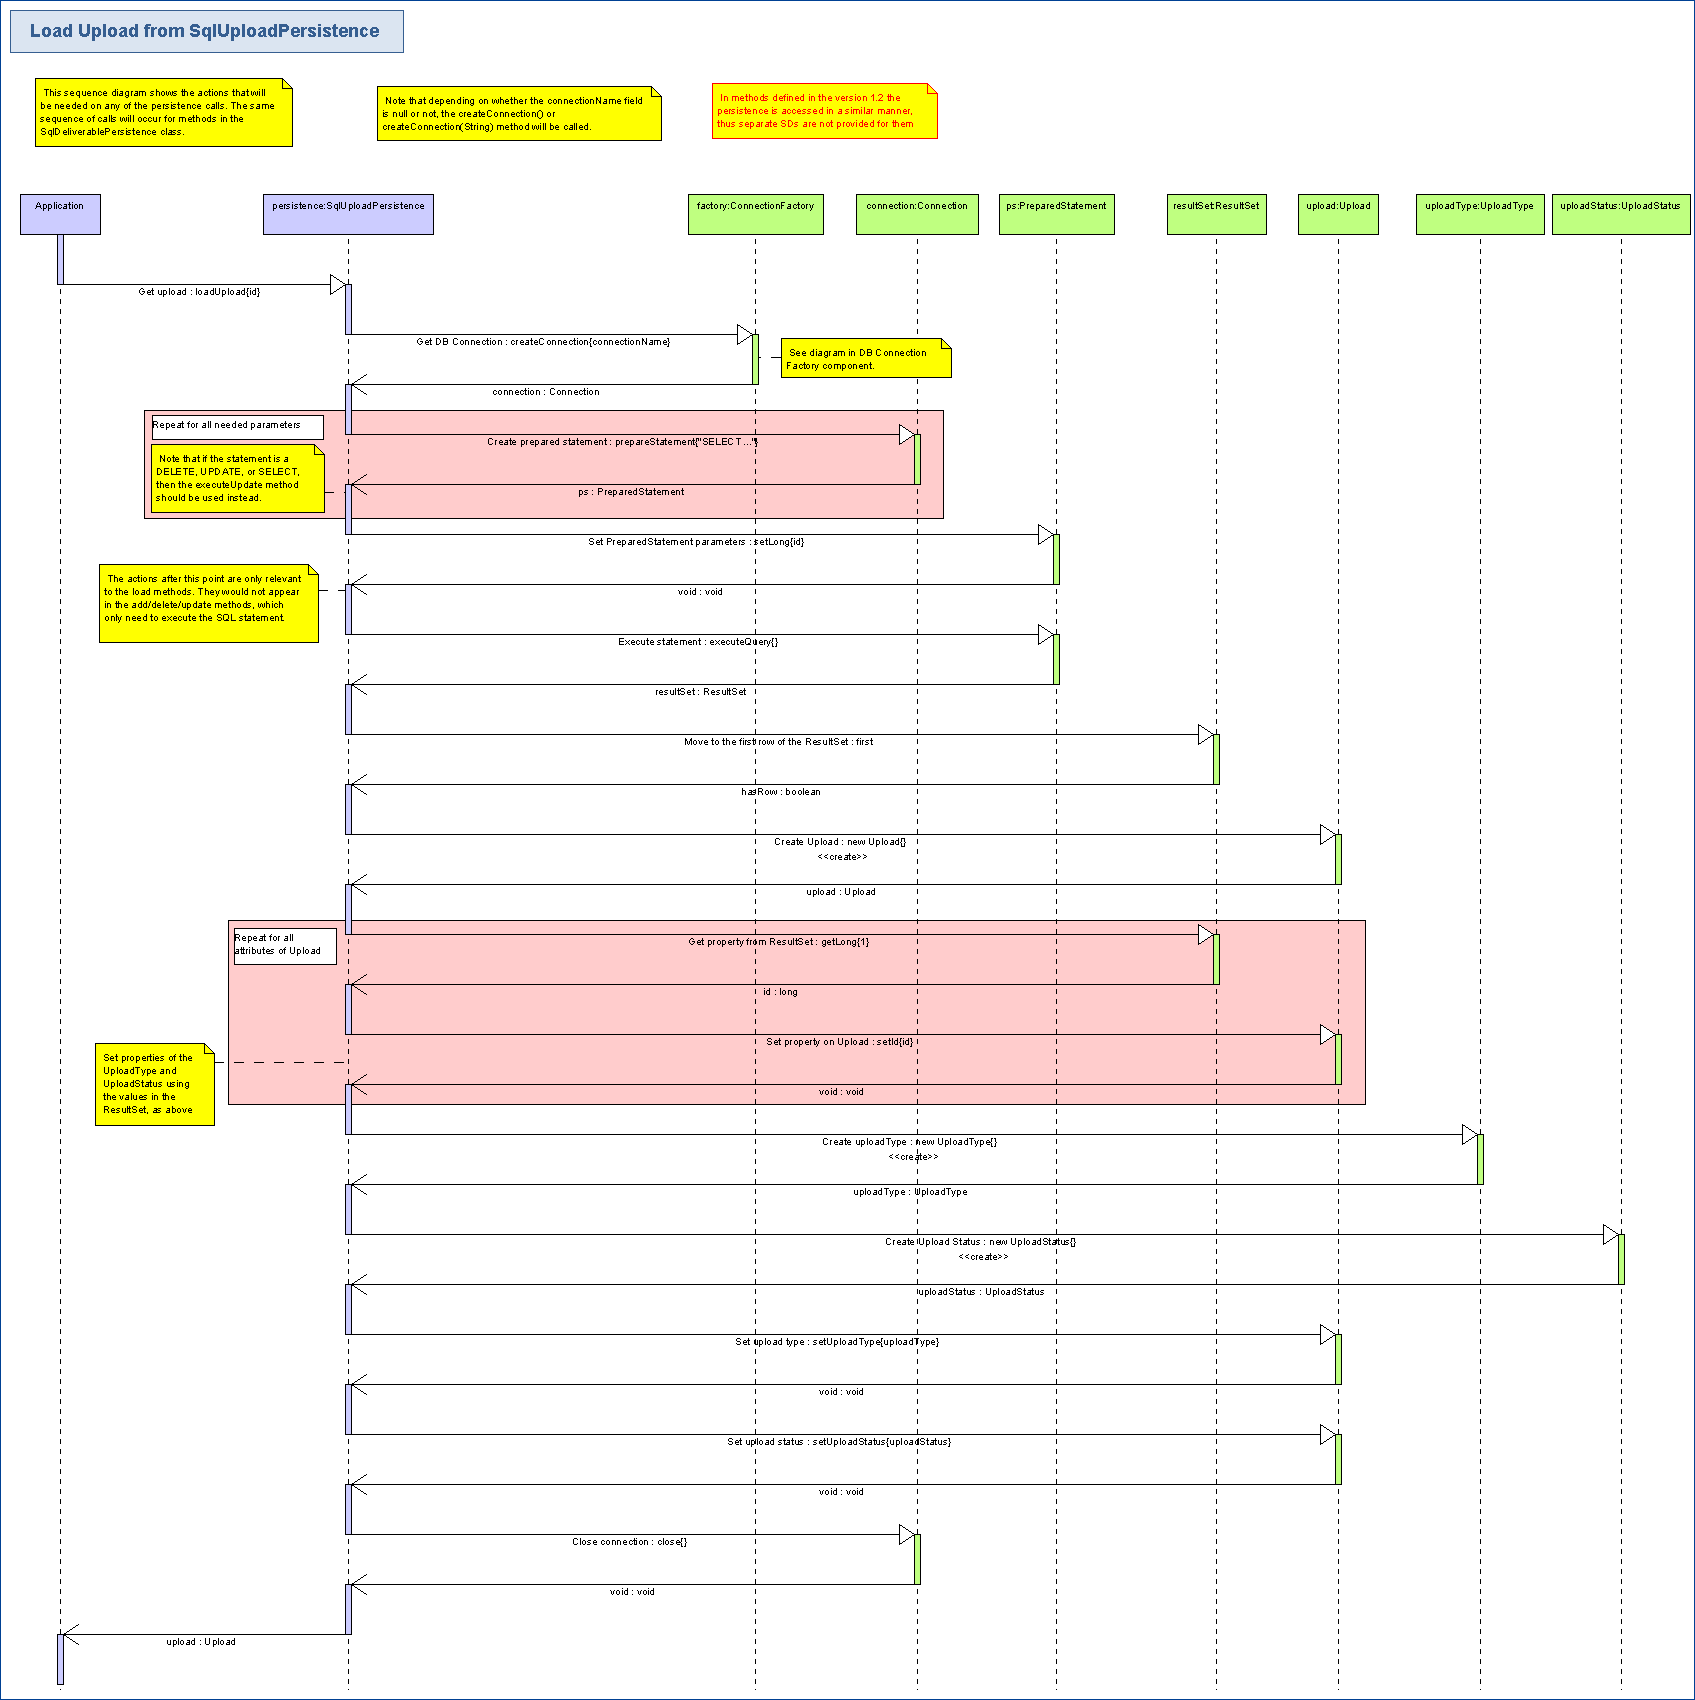 Load Upload from SqlUploadPersistence
This sequence diagram shows the actions that will
be needed on any of the persistence calls. The same
sequence of calls will occur for methods in the
SqlDeliverablePersistence class.
Note that depending on whether the connectionName field
is null or not, the createConnection() or
createConnection(String) method will be called.
In methods defined in the version 1.2 the
persistence is accessed in a similar manner,
thus separate SDs are not provided for them
Application
persistence:SqlUploadPersistence
factory:ConnectionFactory
connection:Connection
ps:PreparedStatement
resultSet:ResultSet
upload:Upload
uploadType:UploadType
uploadStatus:UploadStatus
Get upload : loadUpload{id}
Get DB Connection : createConnection{connectionName}
See diagram in DB Connection
Factory component.
connection : Connection
Repeat for all needed parameters
Create prepared statement : prepareStatement{"SELECT ..."}
Note that if the statement is a
DELETE, UPDATE, or SELECT,
then the executeUpdate method
should be used instead.
ps : PreparedStatement
Set PreparedStatement parameters : setLong{id}
The actions after this point are only relevant
to the load methods. They would not appear
in the add/delete/update methods, which
only need to execute the SQL statement.
void : void
Execute statement : executeQuery{}
resultSet : ResultSet
Move to the first row of the ResultSet : first
hasRow : boolean
Create Upload : new Upload{}
<<create>>
upload : Upload
Repeat for all
attributes of Upload
Get property from ResultSet : getLong{1}
id : long
Set property on Upload : setId{id}
Set properties of the
UploadType and
UploadStatus using
the values in the
ResultSet, as above
void : void
Create uploadType : new UploadType{}
<<create>>
uploadType : UploadType
Create Upload Status : new UploadStatus{}
<<create>>
uploadStatus : UploadStatus
Set upload type : setUploadType{uploadType}
void : void
Set upload status : setUploadStatus{uploadStatus}
void : void
Close connection : close{}
void : void
upload : Upload